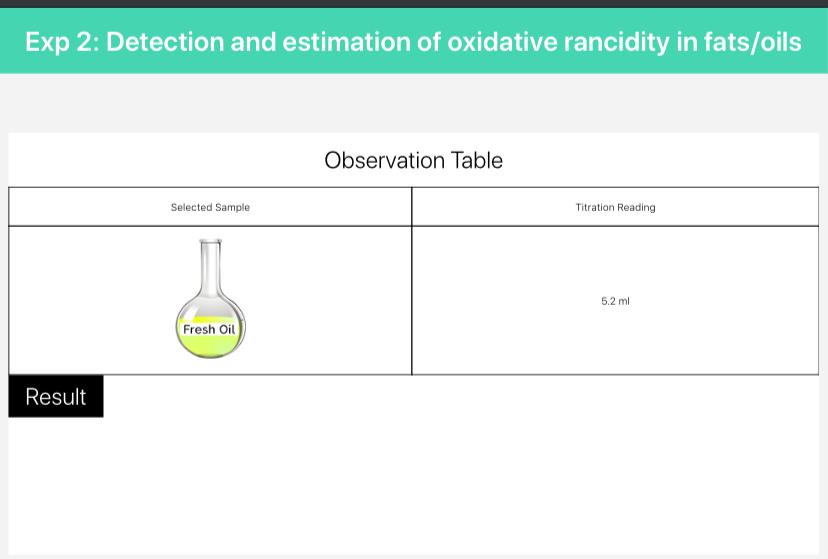 Exp 2: Detection and estimation of oxidative rancidity in fats/oils
Observation Table
Selected Sample
Titration Reading
Fresh Oil
5.2 ml
Result